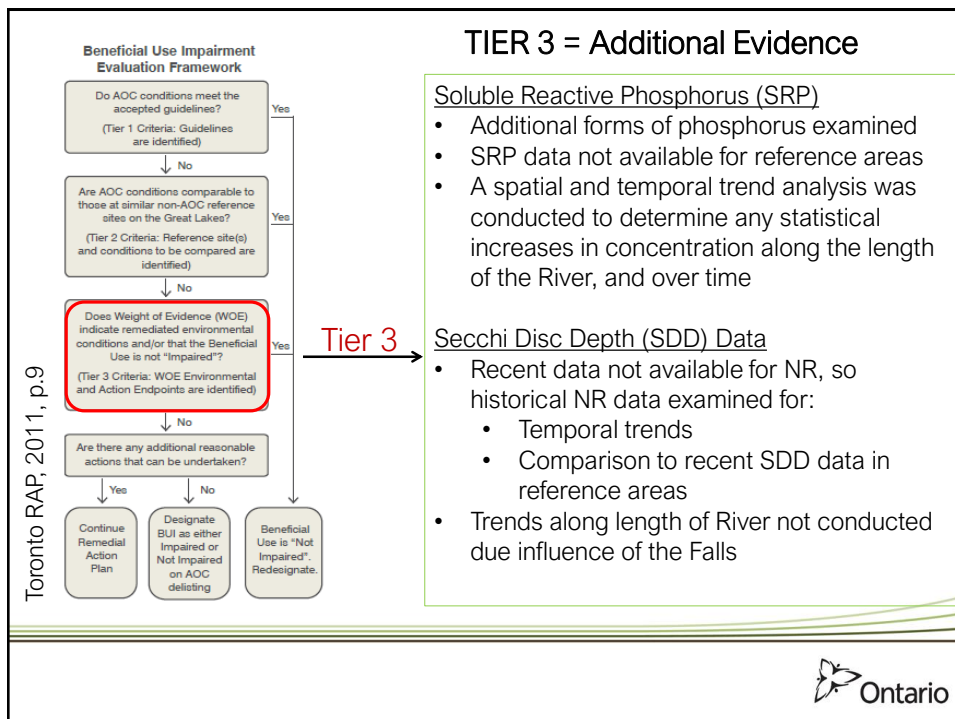 TIER 3 = Additional Evidence
Beneficial Use Impairment
Evaluation Framework
Do AOC conditions meet the
accepted guidelines?
(Tier 1 Criteria: Guidelines
are identified)
Yes
No
Are AOC conditions comparable to
those at similar non-AOC reference
sites on the Great Lakes?
(Tier 2 Criteria: Reference site(s)
and conditions to be compared are
identified)
Yes
No
Does Weight of Evidence (WOE)
indicate remediated environmental
conditions and/or that the Beneficial
Use is not “Impaired”?
(Tier 3 Criteria: WOE Environmental
and Action Endpoints are identified)
Yes
No
Are there any additional reasonable
actions that can be undertaken?
Yes
No
Continue
Remedial
Action
Plan
Designate
BUI as either
Impaired or
Not Impaired
on AOC
delisting
Beneficial
Use is “Not
Impaired”.
Redesignate.
Toronto RAP, 2011, p.9
Tier 3
Soluble Reactive Phosphorus (SRP)
• Additional forms of phosphorus examined
• SRP data not available for reference areas
• A spatial and temporal trend analysis was
conducted to determine any statistical
increases in concentration along the length
of the River, and over time
Secchi Disc Depth (SDD) Data
• Recent data not available for NR, so
historical NR data examined for:
• Temporal trends
• Comparison to recent SDD data in
reference areas
• Trends along length of River not conducted
due influence of the Falls
Ontario